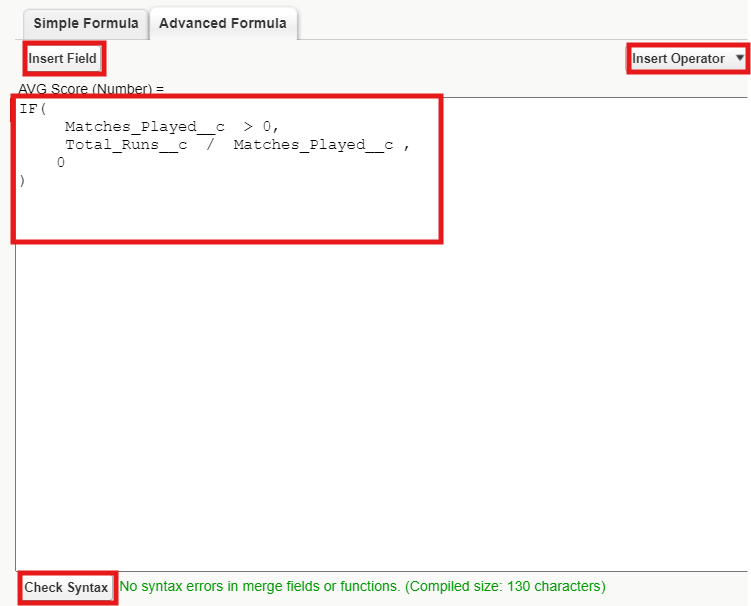 Simple Formula Advanced Formula
Insert Field Insert Operator
AVG Score (Number) =
IF(
Matches_Played__c > 0,
Total_Runs__c / Matches_Played__c ,
0
)
Check Syntax No syntax errors in merge fields or functions. (Compiled size: 130 characters)